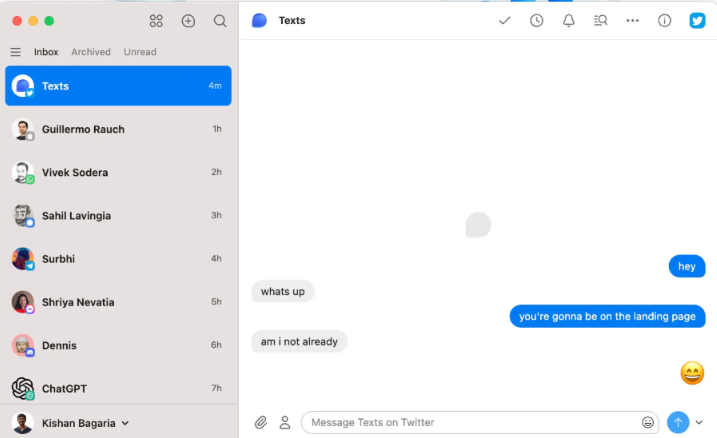 Texts
Inbox Archived Unread
Texts 4m
Guillermo Rauch 1h
Vivek Sodera 2h
Sahil Lavingia 3h
Surbhi 4h
Shriya Nevatia 5h
Dennis 6h
ChatGPT 7h
Kishan Bagaria
hey
whats up
you're gonna be on the landing page
am i not already
Message Texts on Twitter